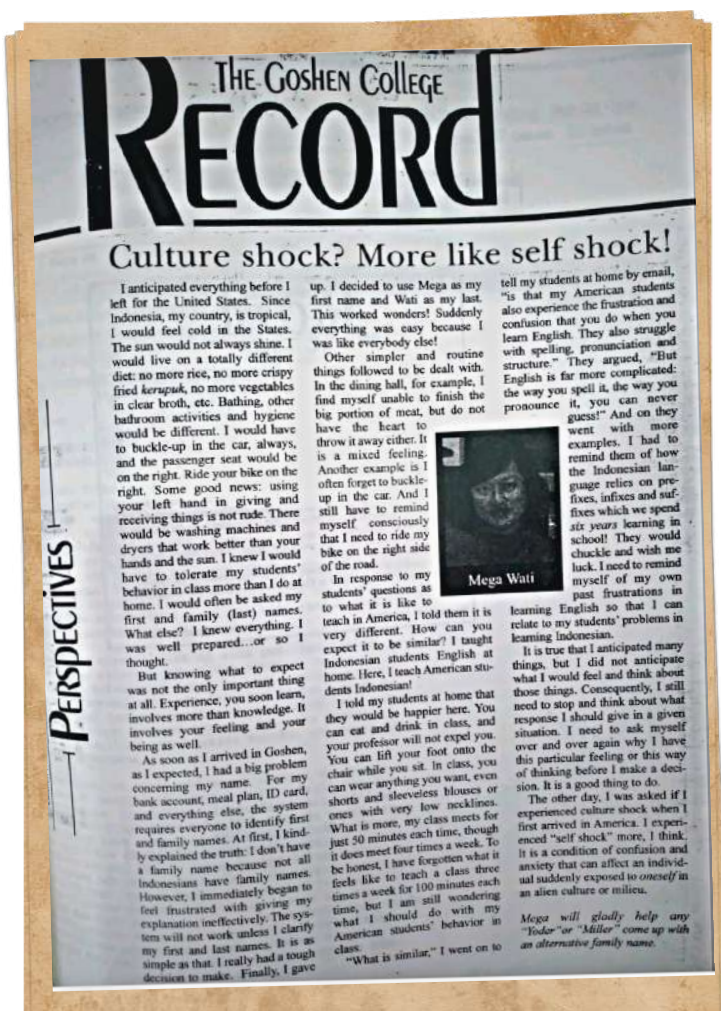 THE GOSHEN COLLEGE
RECORD
Culture shock? More like self shock!
PERSPECTIVES
I anticipated everything before I
left for the United States. Since
Indonesia, my country, is tropical,
I would feel cold in the States.
The sun would not always shine. I
would live on a totally different
diet: no more rice, no more crispy
fried kerupuk, no more vegetables
in clear broth, etc. Bathing, other
bathroom activities and hygiene
would be different. I would have
to buckle-up in the car, always,
and the passenger seat would be
on the right. Ride your bike on the
right. Some good news: using
your left hand in giving and
receiving things is not rude. There
would be washing machines and
dryers that work better than your
hands and the sun. I knew I would
have to tolerate my students'
behavior in class more than I do at
home. I would often be asked my
first and family (last) names.
What else? I knew everything. I
was well prepared...or so I
thought.
But knowing what to expect
was not the only important thing
at all. Experience, you soon learn,
involves more than knowledge. It
involves your feeling and your
being as well.
As soon as I arrived in Goshen,
as I expected, I had a big problem
concerning my name. For my
bank account, meal plan, ID card,
and everything else, the system
requires everyone to identify first
and family names. At first, I kind-
ly explained the truth: I don't have
a family name because not all
Indonesians have family names.
However, I immediately began to
feel frustrated with giving my
explanation ineffectively. The sys-
tem will not work unless I clarify
my first and last names. It is as
simple as that. I really had a tough
decision to make. Finally, I gave
up. I decided to use Mega as my
first name and Wati as my last.
This worked wonders! Suddenly
everything was easy because I
was like everybody else!
Other simpler and routine
things followed to be dealt with.
In the dining hall, for example, I
find myself unable to finish the
big portion of meat, but do not
have the heart to
throw it away either. It
is a mixed feeling.
Another example is I
often forget to buckle-
up in the car. And I
still have to remind
myself consciously
that I need to ride my
bike on the right side
of the road.
In response to my
students' questions as
to what it is like to
teach in America, I told them it is
very different. How can you
expect it to be similar? I taught
Indonesian students English at
home. Here, I teach American stu-
dents Indonesian!
I told my students at home that
they would be happier here. You
can eat and drink in class, and
your professor will not expel you.
You can lift your foot onto the
chair while you sit. In class, you
can wear anything you want, even
shorts and sleeveless blouses or
ones with very low necklines.
What is more, my class meets for
just 50 minutes each time, though
it does meet four times a week. To
be honest, I have forgotten what it
feels like to teach a class three
times a week for 100 minutes each
time, but I am still wondering
what I should do with my
American students' behavior in
class.
"What is similar," I went on to
tell my students at home by email,
"is that my American students
also experience the frustration and
confusion that you do when you
learn English. They also struggle
with spelling, pronunciation and
structure." They argued, "But
English is far more complicated:
the way you spell it, the way you
pronounce it, you can never
guess!" And on they
went with more
examples. I had to
remind them of how
the Indonesian lan-
guage relies on pre-
fixes, infixes and suf-
fixes which we spend
six years learning in
school! They would
chuckle and wish me
luck. I need to remind
myself of my own
past frustrations in
learning English so that I can
relate to my students' problems in
learning Indonesian.
It is true that I anticipated many
things, but I did not anticipate
what I would feel and think about
those things. Consequently, I still
need to stop and think about what
response I should give in a given
situation. I need to ask myself
over and over again why I have
this particular feeling or this way
of thinking before I make a deci-
sion. It is a good thing to do.
The other day, I was asked if I
experienced culture shock when I
first arrived in America. I experi-
enced "self shock" more, I think.
It is a condition of confusion and
anxiety that can affect an individ-
ual suddenly exposed to oneself in
an alien culture or milieu.
Mega will gladly help any
"Yoder" or "Miller" come up with
an alternative family name.
Mega Wati